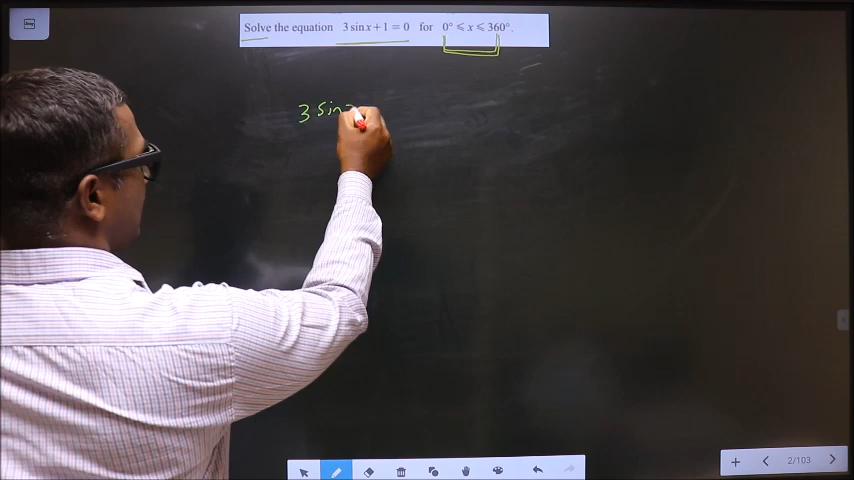 Solve the equation 3 sin x + 1 = 0 for 0° ⩽ x ⩽ 360°.
3 sin
2/103